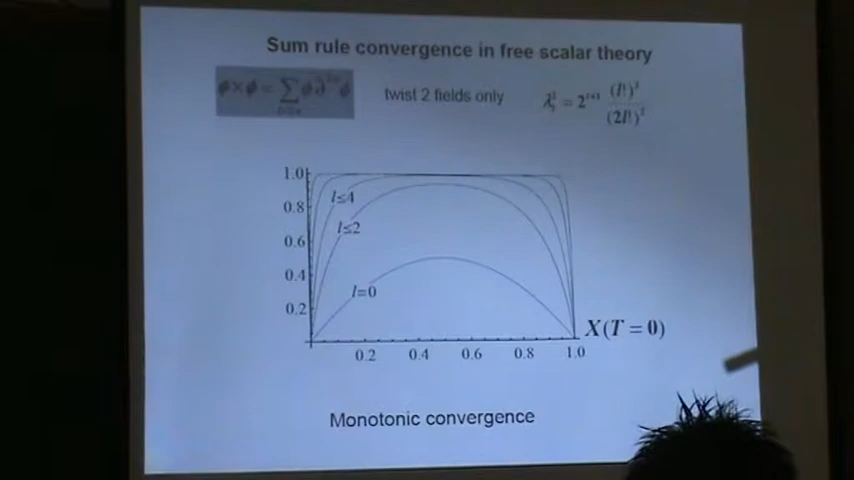 Sum rule convergence in free scalar theory
twist 2 fields only
1.0
0.8
0.6
0.4
0.2
l≤4
l≤2
l=0
0.2 0.4 0.6 0.8 1.0
X(T = 0)
Monotonic convergence